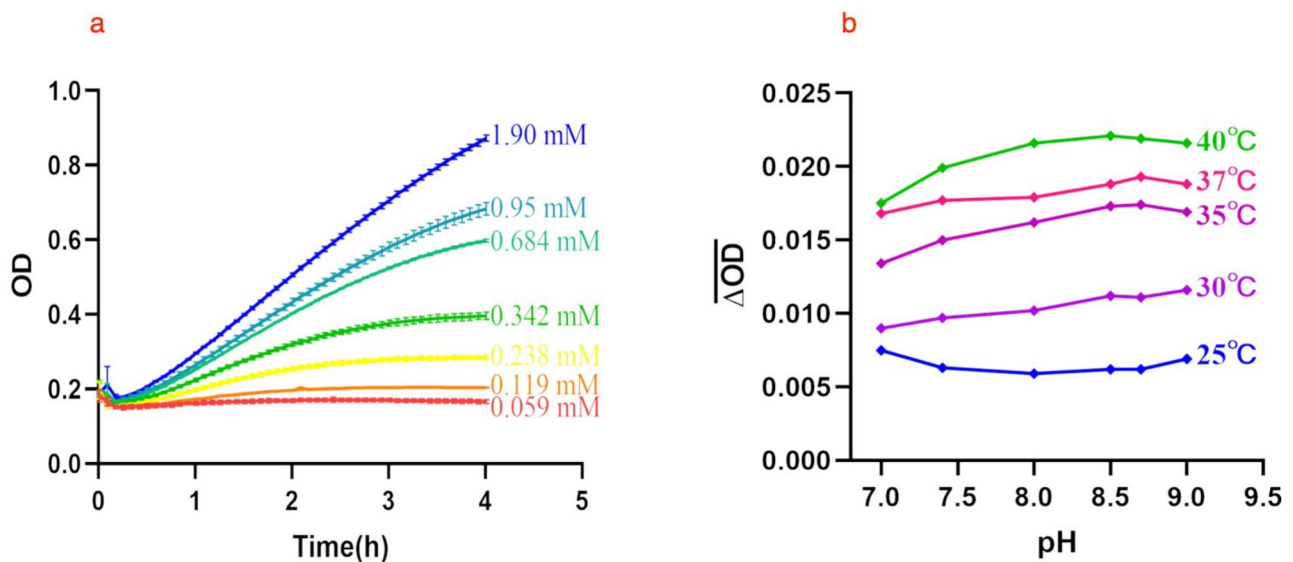 a
OD
1.0
0.8
0.6
0.4
0.2
0.0
1.90 mM
0.95 mM
0.684 mM
0.342 mM
0.238 mM
0.119 mM
0.059 mM
0 1 2 3 4 5
Time(h)
b
ΔOD
0.025
0.020
0.015
0.010
0.005
0.000
40°C
37°C
35°C
30°C
25°C
7.0 7.5 8.0 8.5 9.0 9.5
pH